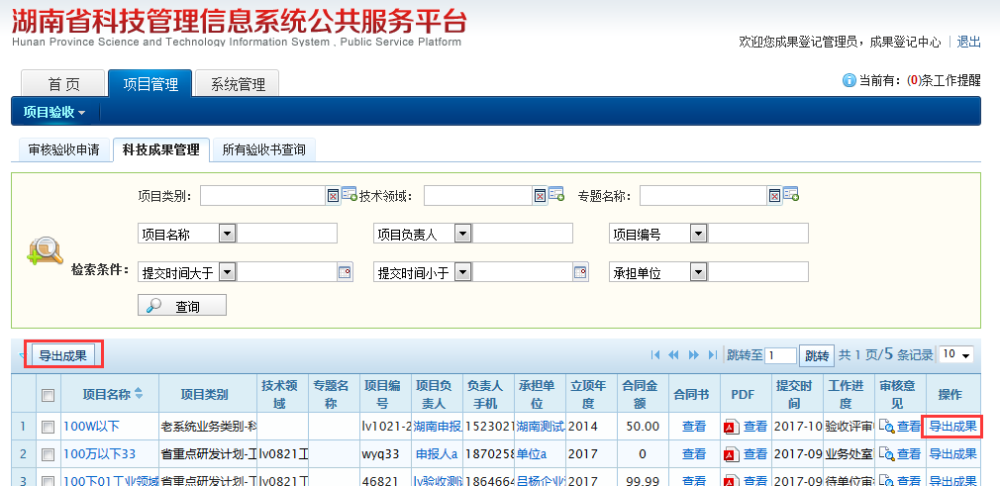 湖南省科技管理信息系统公共服务平台
Hunan Province Science and Technology Information System , Public Service Platform
欢迎您成果登记管理员，成果登记中心 | 退出
首 页 项目管理 系统管理
当前有：(0)条工作提醒
项目验收
审核验收申请 科技成果管理 所有验收书查询
项目类别： 技术领域： 专题名称：
项目名称 项目负责人 项目编号
检索条件： 提交时间大于 提交时间小于 承担单位
查询
导出成果 跳转至 1 跳转 共 1 页/5 条记录 10
项目名称 项目类别 技术领域 专题名称 项目编号 项目负责人 负责人手机 承担单位 立项年度 合同金额 合同书 PDF 提交时间 工作进度 审核意见 操作
1 100W以下 老系统业务类别-科 lv1021-2 湖南申报 1523021 湖南测试 2014 50.00 查看 查看 2017-10 验收评审 查看 导出成果
2 100万以下33 省重点研发计划-工 lv0821工 wyq33 申报人a 1870258 单位a 2017 0 查看 查看 2017-09 业务处室 查看 导出成果
3 100下01工业领域 省重点研发计划-工 lv0821工 46821 lv验收测 1864664 吕杨企业 2017 99.99 查看 查看 2017-09 待单位审 查看 导出成果